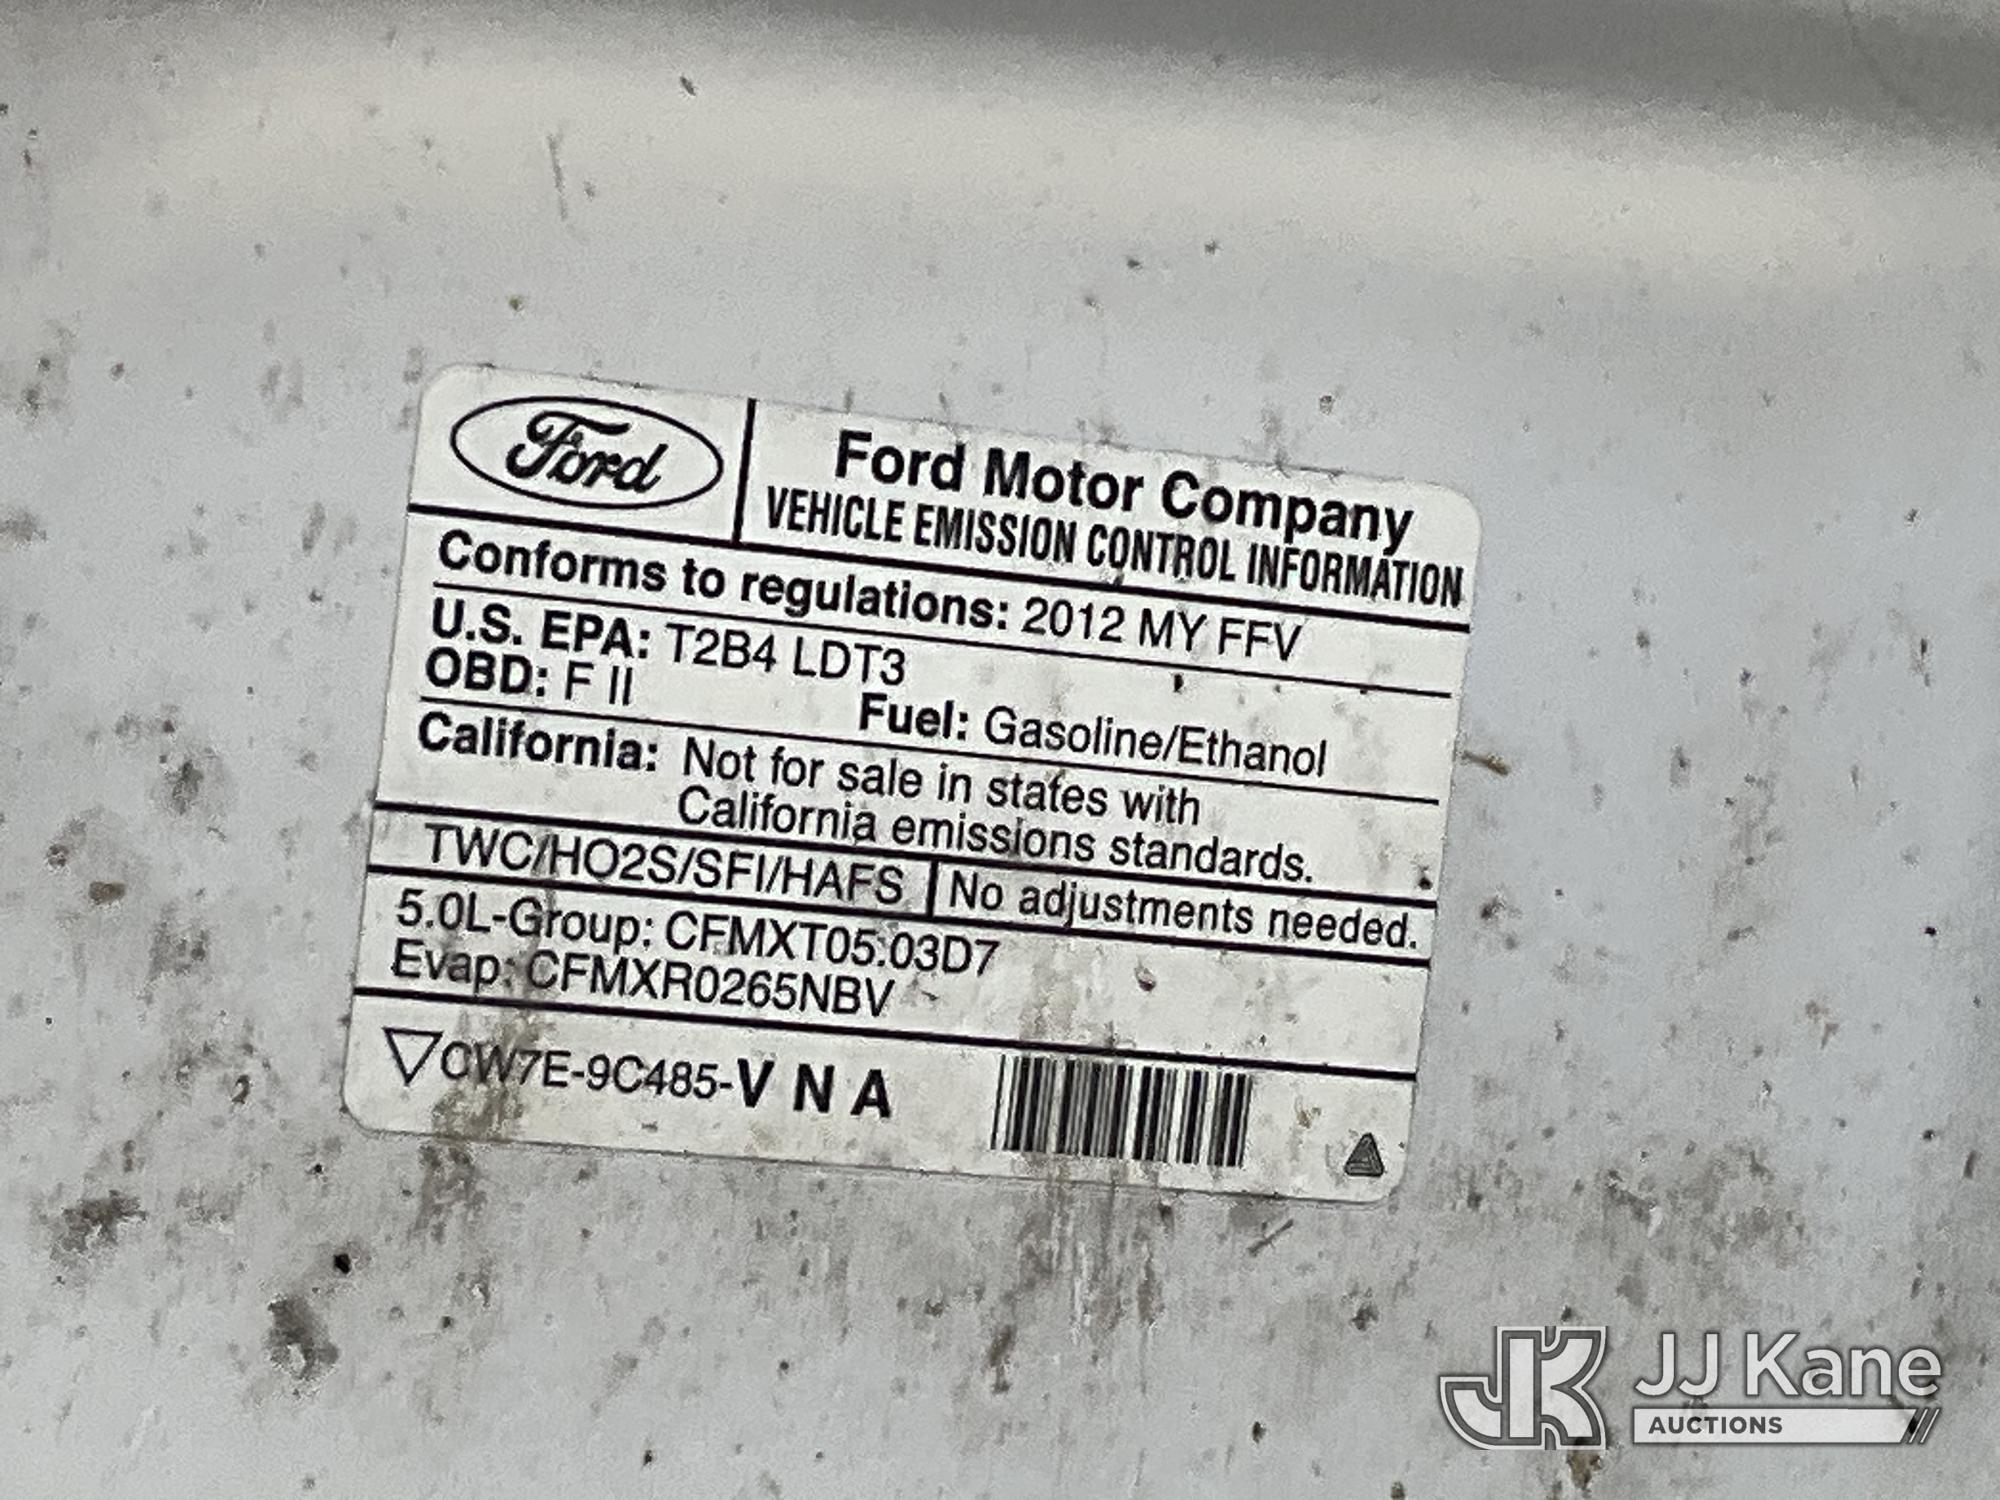 Ford
Ford Motor Company
VEHICLE EMISSION CONTROL INFORMATION
Conforms to regulations: 2012 MY FFV
U.S. EPA: T2B4 LDT3
OBD: F II Fuel: Gasoline/Ethanol
California: Not for sale in states with
California emissions standards.
TWC/HO2S/SFI/HAFS No adjustments needed.
5.0L-Group: CFMXT05.03D7
Evap: CFMXR0265NBV
CW7E-9C485-V N A
JK JJ Kane
AUCTIONS